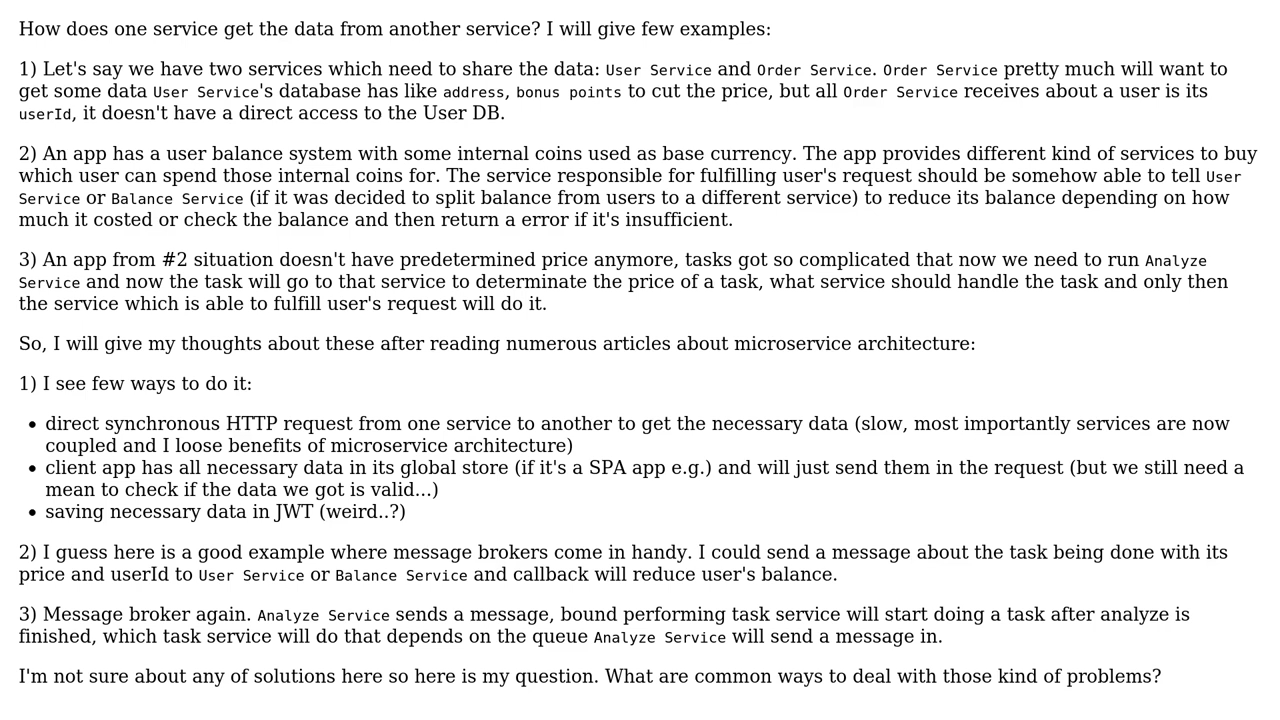 How does one service get the data from another service? I will give few examples:
1) Let's say we have two services which need to share the data: User Service and Order Service. Order Service pretty much will want to
get some data User Service's database has like address, bonus points to cut the price, but all Order Service receives about a user is its
userId, it doesn't have a direct access to the User DB.
2) An app has a user balance system with some internal coins used as base currency. The app provides different kind of services to buy
which user can spend those internal coins for. The service responsible for fulfilling user's request should be somehow able to tell User
Service or Balance Service (if it was decided to split balance from users to a different service) to reduce its balance depending on how
much it costed or check the balance and then return a error if it's insufficient.
3) An app from #2 situation doesn't have predetermined price anymore, tasks got so complicated that now we need to run Analyze
Service and now the task will go to that service to determinate the price of a task, what service should handle the task and only then
the service which is able to fulfill user's request will do it.
So, I will give my thoughts about these after reading numerous articles about microservice architecture:
1) I see few ways to do it:
• direct synchronous HTTP request from one service to another to get the necessary data (slow, most importantly services are now
coupled and I loose benefits of microservice architecture)
• client app has all necessary data in its global store (if it's a SPA app e.g.) and will just send them in the request (but we still need a
mean to check if the data we got is valid...)
• saving necessary data in JWT (weird..?)
2) I guess here is a good example where message brokers come in handy. I could send a message about the task being done with its
price and userId to User Service or Balance Service and callback will reduce user's balance.
3) Message broker again. Analyze Service sends a message, bound performing task service will start doing a task after analyze is
finished, which task service will do that depends on the queue Analyze Service will send a message in.
I'm not sure about any of solutions here so here is my question. What are common ways to deal with those kind of problems?